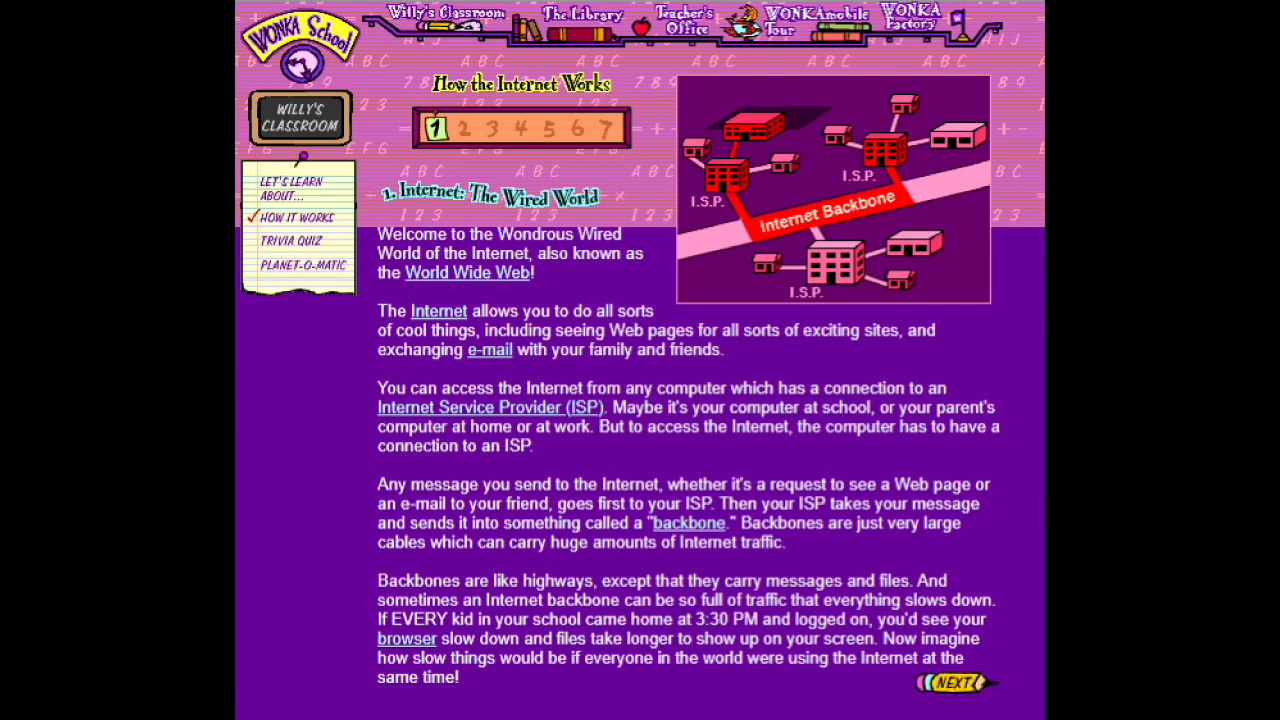 Willy's Classroom
The Library
Teacher's Office
WONKAmobile Tour
WONKA Factory
WONKA School
WILLY'S
CLASSROOM
LET'S LEARN
ABOUT...
HOW IT WORKS
TRIVIA QUIZ
PLANET-O-MATIC
How the Internet Works
1 2 3 4 5 6 7
1. Internet: The Wired World
I.S.P.
I.S.P.
Internet Backbone
I.S.P.
Welcome to the Wondrous Wired
World of the Internet, also known as
the World Wide Web!
The Internet allows you to do all sorts
of cool things, including seeing Web pages for all sorts of exciting sites, and
exchanging e-mail with your family and friends.
You can access the Internet from any computer which has a connection to an
Internet Service Provider (ISP). Maybe it's your computer at school, or your parent's
computer at home or at work. But to access the Internet, the computer has to have a
connection to an ISP.
Any message you send to the Internet, whether it's a request to see a Web page or
an e-mail to your friend, goes first to your ISP. Then your ISP takes your message
and sends it into something called a "backbone." Backbones are just very large
cables which can carry huge amounts of Internet traffic.
Backbones are like highways, except that they carry messages and files. And
sometimes an Internet backbone can be so full of traffic that everything slows down.
If EVERY kid in your school came home at 3:30 PM and logged on, you'd see your
browser slow down and files take longer to show up on your screen. Now imagine
how slow things would be if everyone in the world were using the Internet at the
same time!
NEXT